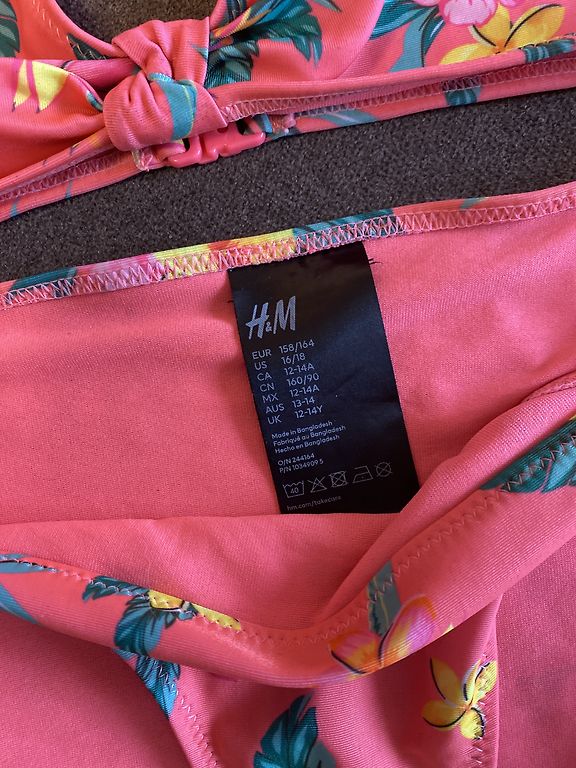 H&M
EUR 158/164
US 16/18
CA 12-14A
CN 160/90
MX 12-14A
AUS 13-14
UK 12-14Y
Made in Bangladesh
Fabriqué au Bangladesh
Hecho en Bangladesh
O/N 244164
P/N 1034909 5
40
hm.com/takecare